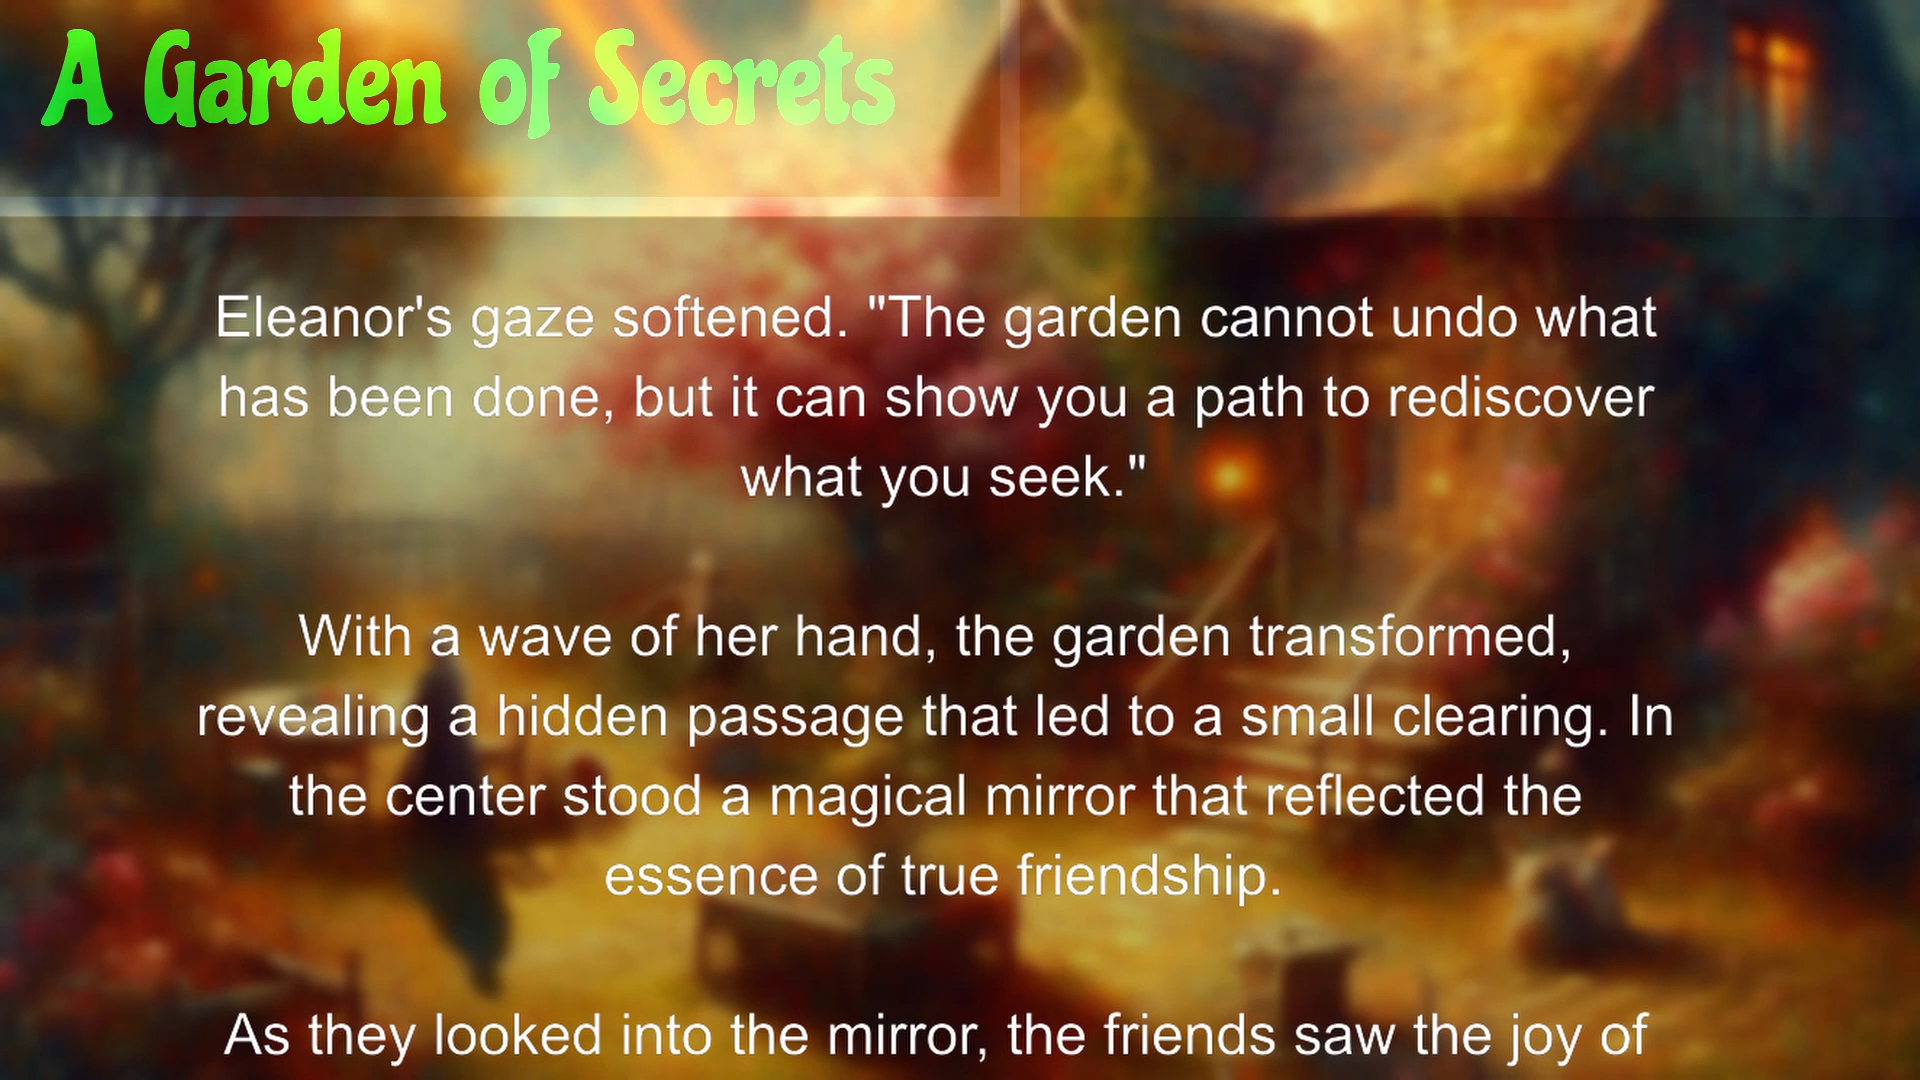 A Garden of Secrets
Eleanor's gaze softened. "The garden cannot undo what
has been done, but it can show you a path to rediscover
what you seek."
With a wave of her hand, the garden transformed,
revealing a hidden passage that led to a small clearing. In
the center stood a magical mirror that reflected the
essence of true friendship.
As they looked into the mirror, the friends saw the joy of